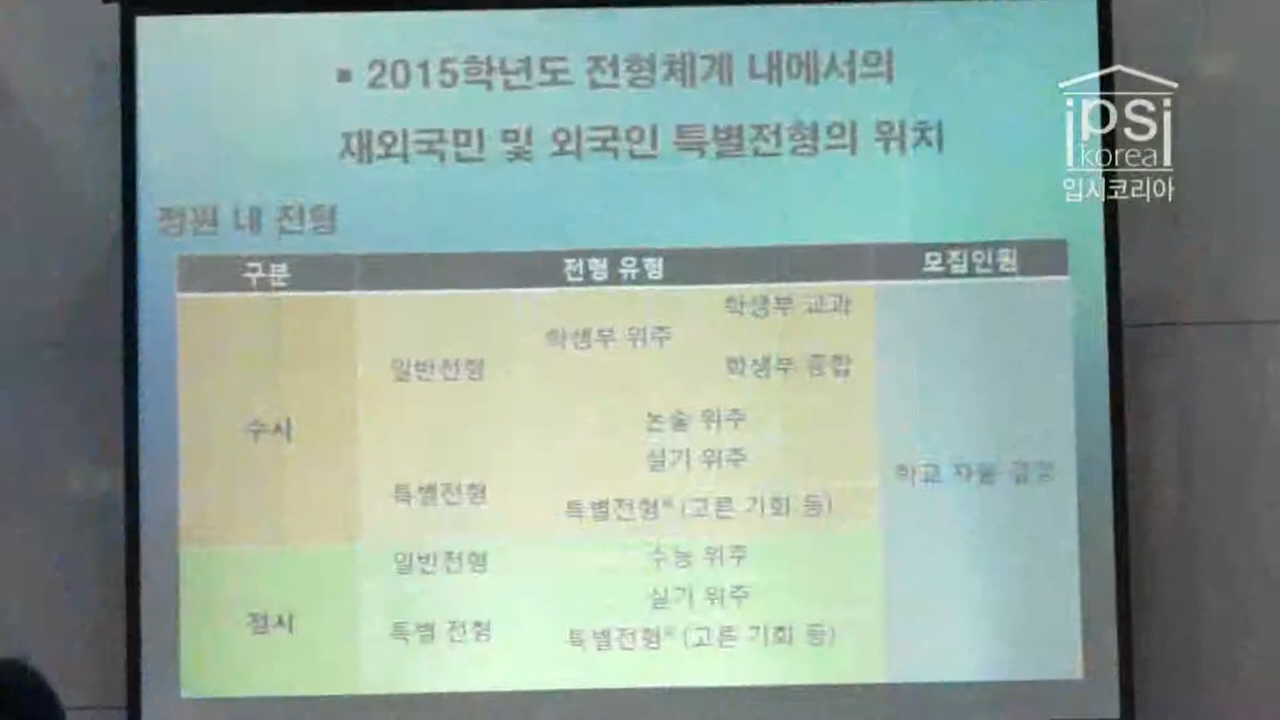 ▪ 2015학년도 전형체계 내에서의
재외국민 및 외국인 특별전형의 위치
ipsi
korea
입시코리아
정원 내 전형
구분 전형 유형 모집인원
학생부 교과
학생부 위주
일반전형 학생부 종합
논술 위주
수시
실기 위주
학교 자율 결정
특별전형 특별전형* (고른 기회 등)
일반전형 수능 위주
실기 위주
정시
특별 전형 특별전형* (고른 기회 등)